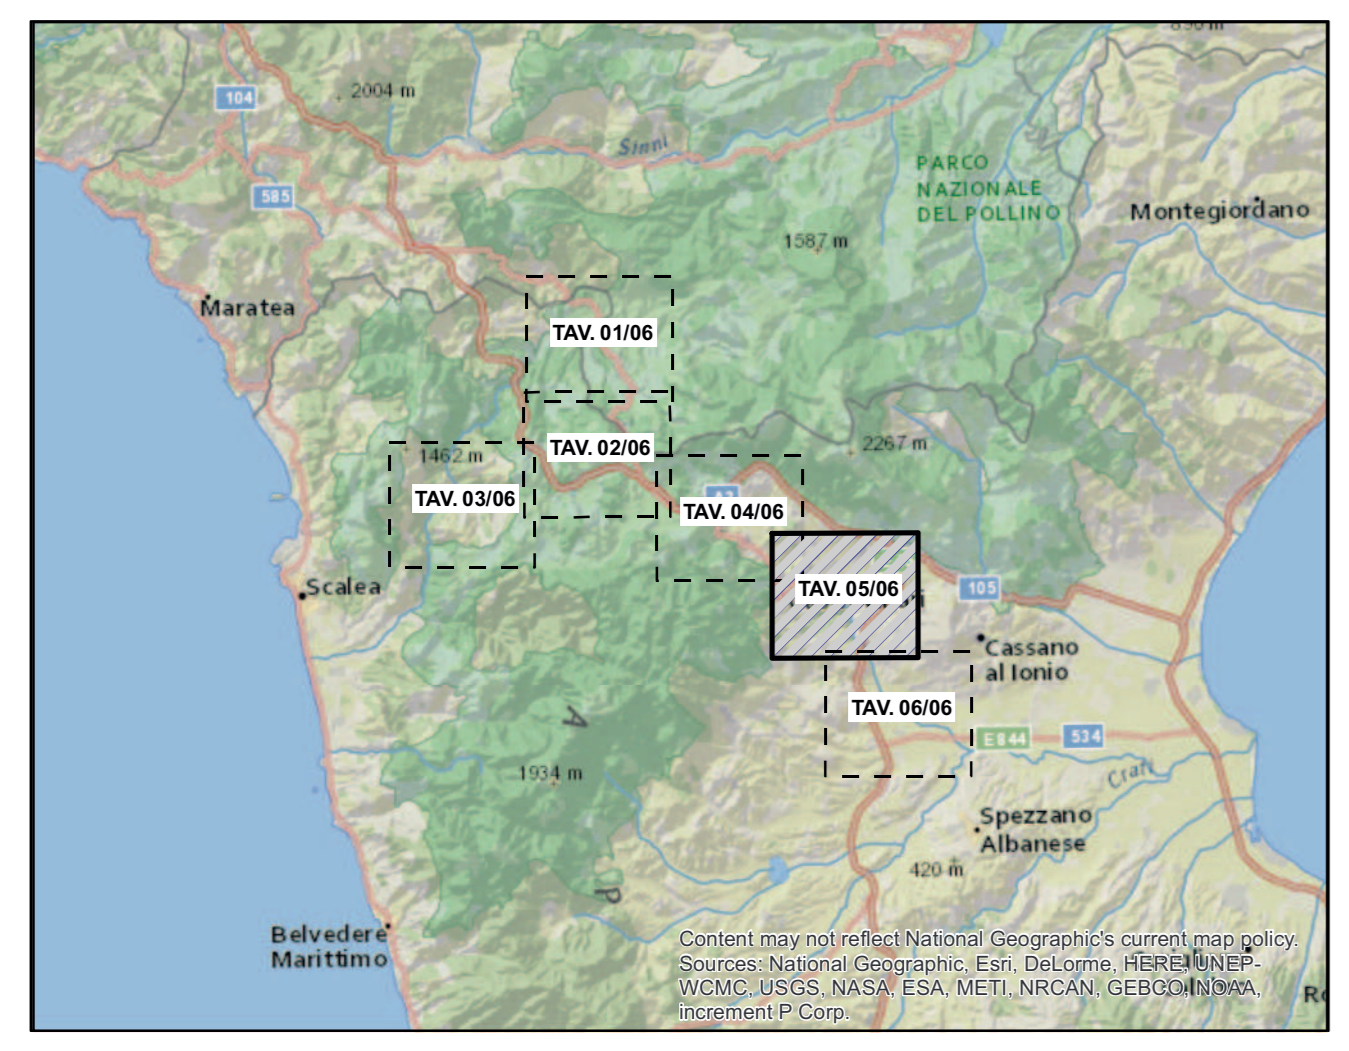 104
2004 m
Sinni
PARCO
NAZIONALE
DEL POLLINO
585
Montegiordano
1587 m
Maratea
TAV. 01/06
2267 m
TAV. 02/06
1462 m
TAV. 03/06
TAV. 04/06
Scalea
TAV. 05/06
105
Cassano
al Ionio
TAV. 06/06
A
E844
534
Crati
1934 m
Spezzano
Albanese
420 m
P
Belvedere
Marittimo
Content may not reflect National Geographic's current map policy.
Sources: National Geographic, Esri, DeLorme, HERE, UNEP-
WCMC, USGS, NASA, ESA, METI, NRCAN, GEBCO, NOAA,
increment P Corp.